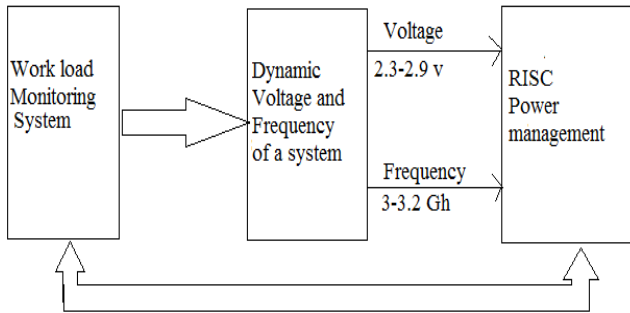 Work load
Monitoring
System
Dynamic
Voltage and
Frequency
of a system
Voltage
2.3-2.9 v
Frequency
3-3.2 Gh
RISC
Power
management